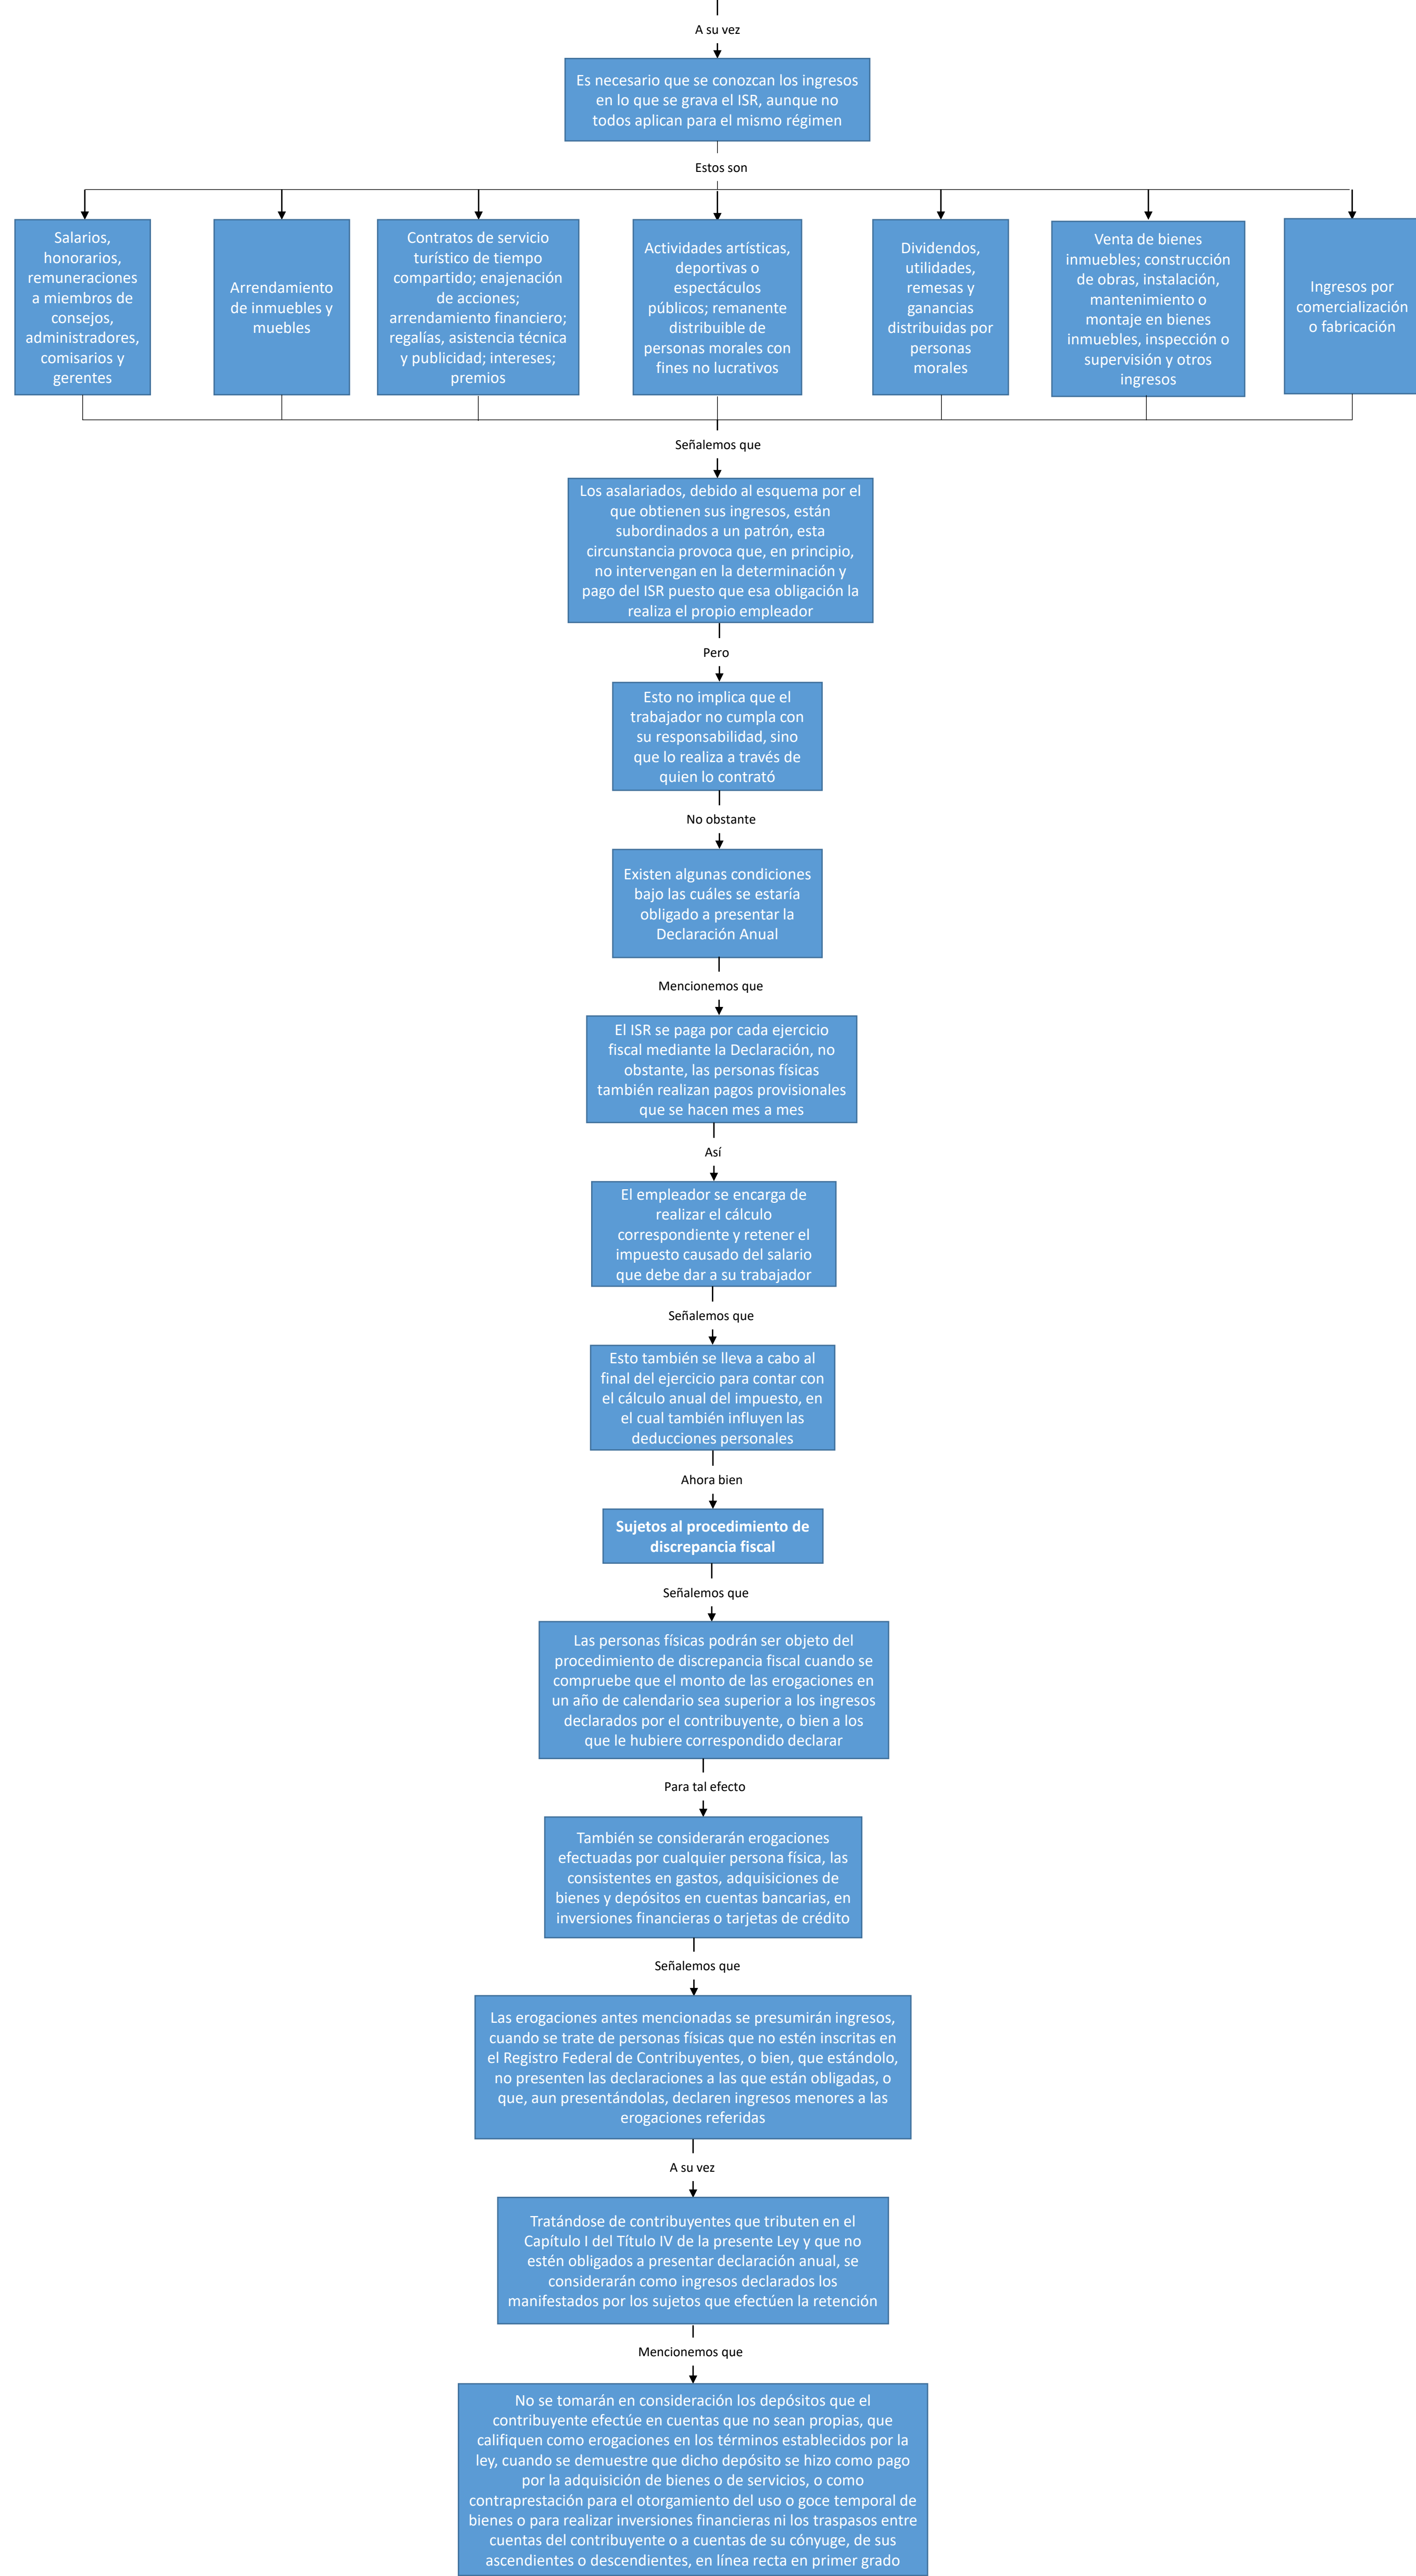 A su vez
Es necesario que se conozcan los ingresos
en lo que se grava el ISR, aunque no
todos aplican para el mismo régimen
Estos son
Salarios,
honorarios,
remuneraciones
a miembros de
consejos,
administradores,
comisarios y
gerentes
Arrendamiento
de inmuebles y
muebles
Contratos de servicio
turístico de tiempo
compartido; enajenación
de acciones;
arrendamiento financiero;
regalías, asistencia técnica
y publicidad; intereses;
premios
Actividades artísticas,
deportivas o
espectáculos
públicos; remanente
distribuible de
personas morales con
fines no lucrativos
Dividendos,
utilidades,
remesas y
ganancias
distribuidas por
personas
morales
Venta de bienes
inmuebles; construcción
de obras, instalación,
mantenimiento o
montaje en bienes
inmuebles, inspección o
supervisión y otros
ingresos
Ingresos por
comercialización
o fabricación
Señalemos que
Los asalariados, debido al esquema por el
que obtienen sus ingresos, están
subordinados a un patrón, esta
circunstancia provoca que, en principio,
no intervengan en la determinación y
pago del ISR puesto que esa obligación la
realiza el propio empleador
Pero
Esto no implica que el
trabajador no cumpla con
su responsabilidad, sino
que lo realiza a través de
quien lo contrató
No obstante
Existen algunas condiciones
bajo las cuáles se estaría
obligado a presentar la
Declaración Anual
Mencionemos que
El ISR se paga por cada ejercicio
fiscal mediante la Declaración, no
obstante, las personas físicas
también realizan pagos provisionales
que se hacen mes a mes
Así
El empleador se encarga de
realizar el cálculo
correspondiente y retener el
impuesto causado del salario
que debe dar a su trabajador
Señalemos que
Esto también se lleva a cabo al
final del ejercicio para contar con
el cálculo anual del impuesto, en
el cual también influyen las
deducciones personales
Ahora bien
Sujetos al procedimiento de
discrepancia fiscal
Señalemos que
Las personas físicas podrán ser objeto del
procedimiento de discrepancia fiscal cuando se
compruebe que el monto de las erogaciones en
un año de calendario sea superior a los ingresos
declarados por el contribuyente, o bien a los
que le hubiere correspondido declarar
Para tal efecto
También se considerarán erogaciones
efectuadas por cualquier persona física, las
consistentes en gastos, adquisiciones de
bienes y depósitos en cuentas bancarias, en
inversiones financieras o tarjetas de crédito
Señalemos que
Las erogaciones antes mencionadas se presumirán ingresos,
cuando se trate de personas físicas que no estén inscritas en
el Registro Federal de Contribuyentes, o bien, que estándolo,
no presenten las declaraciones a las que están obligadas, o
que, aun presentándolas, declaren ingresos menores a las
erogaciones referidas
A su vez
Tratándose de contribuyentes que tributen en el
Capítulo I del Título IV de la presente Ley y que no
estén obligados a presentar declaración anual, se
considerarán como ingresos declarados los
manifestados por los sujetos que efectúen la retención
Mencionemos que
No se tomarán en consideración los depósitos que el
contribuyente efectúe en cuentas que no sean propias, que
califiquen como erogaciones en los términos establecidos por la
ley, cuando se demuestre que dicho depósito se hizo como pago
por la adquisición de bienes o de servicios, o como
contraprestación para el otorgamiento del uso o goce temporal de
bienes o para realizar inversiones financieras ni los traspasos entre
cuentas del contribuyente o a cuentas de su cónyuge, de sus
ascendientes o descendientes, en línea recta en primer grado